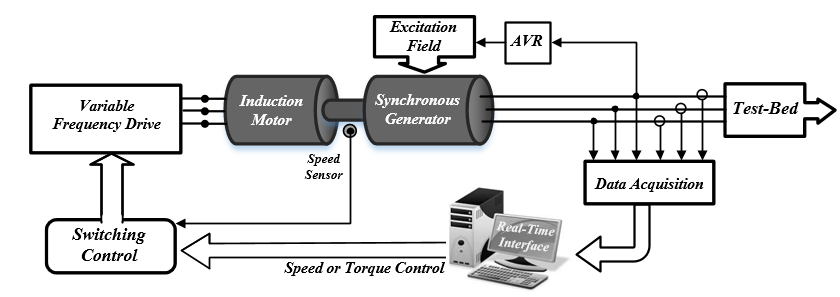 Excitation
Field
AVR
Variable
Frequency Drive
Induction
Motor
Synchronous
Generator
Test-Bed
Speed
Sensor
Data Acquisition
Switching
Control
Real-Time
Interface
Speed or Torque Control